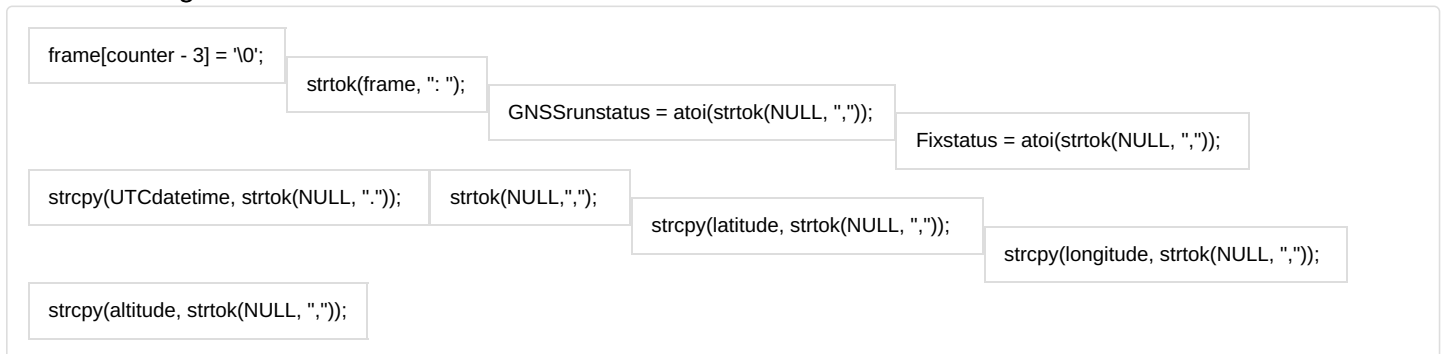 frame[counter - 3] = '\0';
strtok(frame, ": ");
GNSSrunstatus = atoi(strtok(NULL, ","));
Fixstatus = atoi(strtok(NULL, ","));
strcpy(UTCdatetime, strtok(NULL, "."));
strtok(NULL,",");
strcpy(latitude, strtok(NULL, ","));
strcpy(longitude, strtok(NULL, ","));
strcpy(altitude, strtok(NULL, ","));